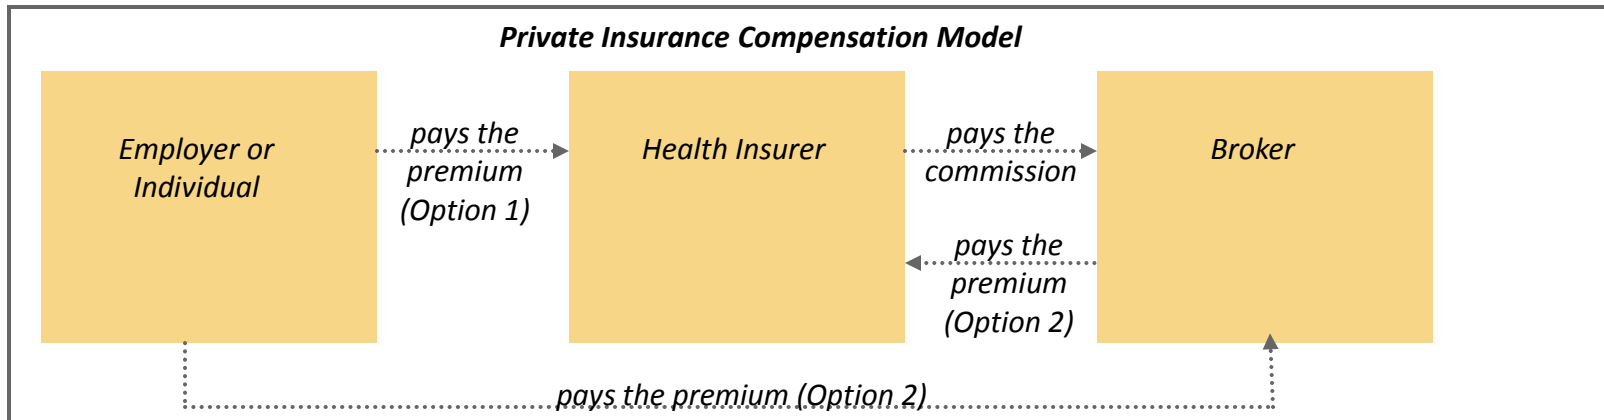 Private Insurance Compensation Model
Employer or
Individual
pays the
premium
(Option 1)
Health Insurer
pays the
commission
Broker
pays the
premium
(Option 2)
pays the premium (Option 2)